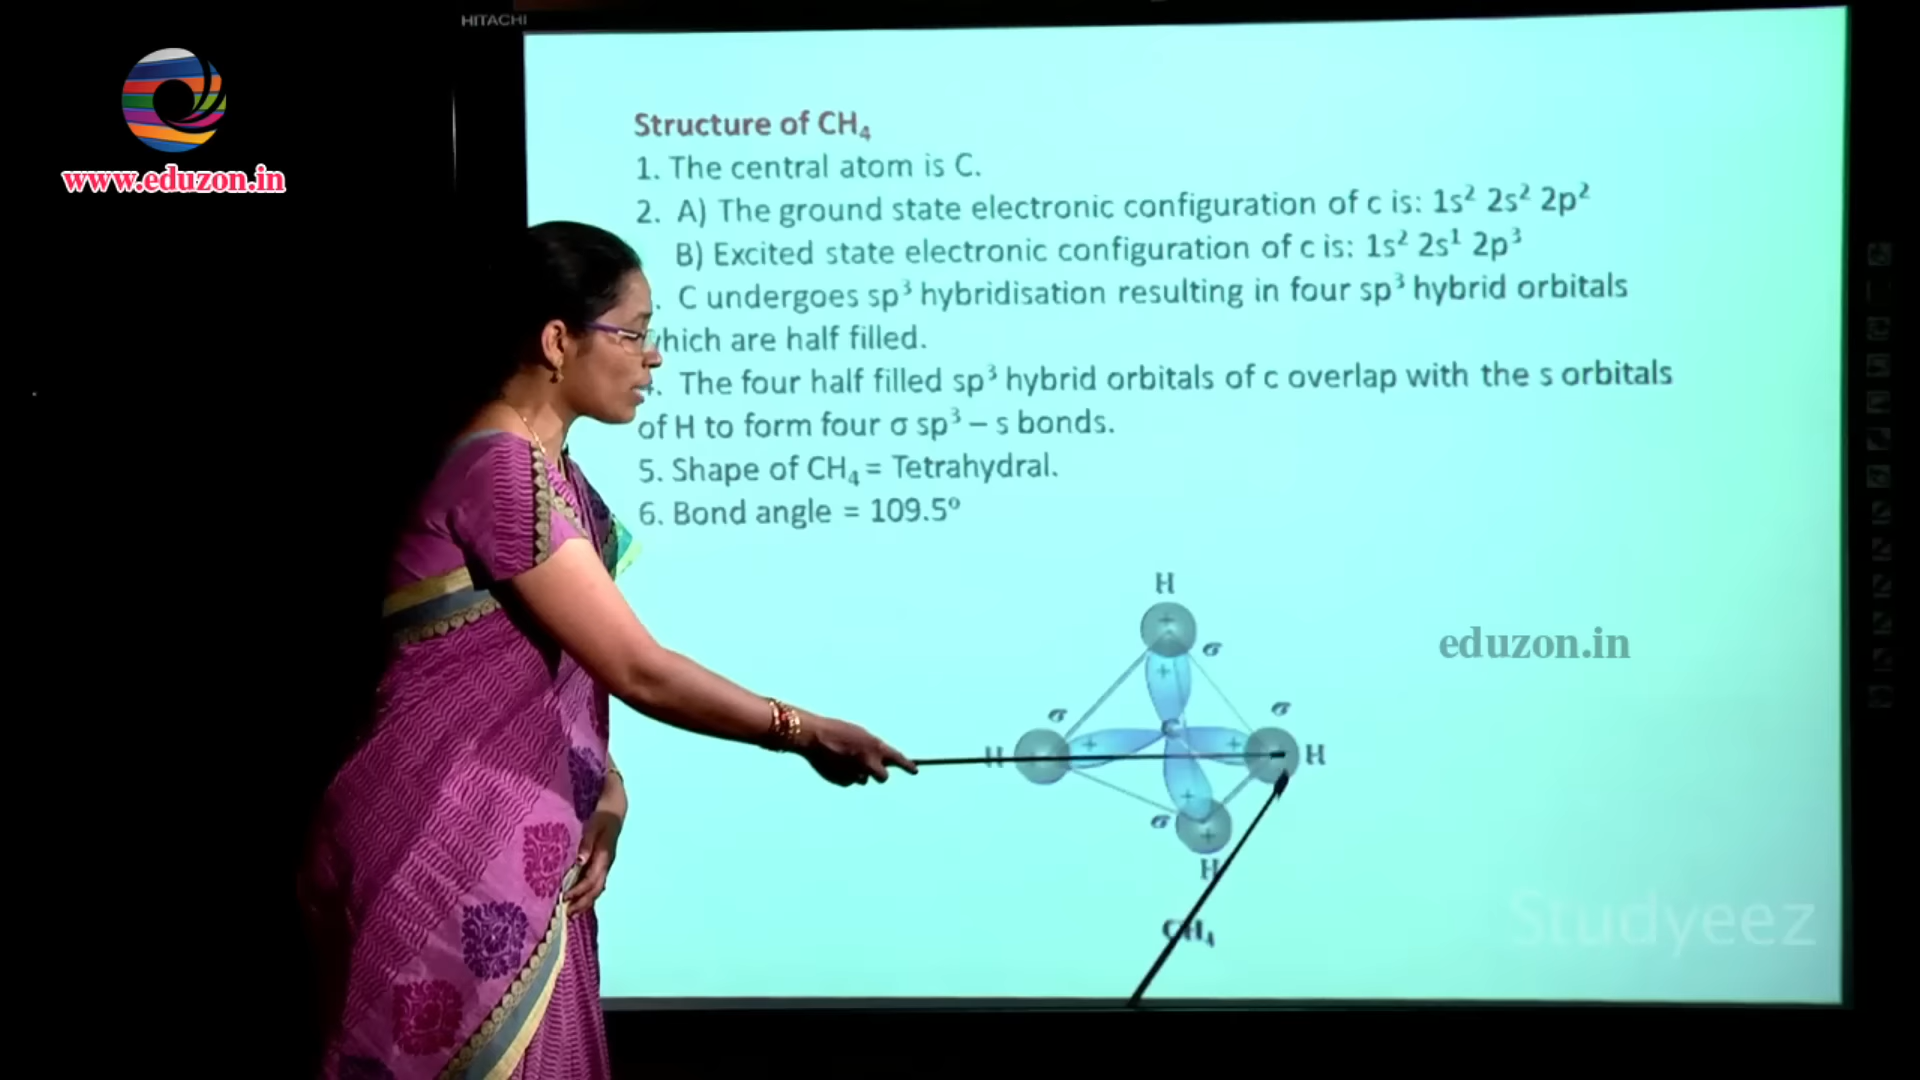 HITACHI
www.eduzon.in
Structure of CH₄
1. The central atom is C.
2. A) The ground state electronic configuration of c is: 1s² 2s² 2p²
B) Excited state electronic configuration of c is: 1s² 2s¹ 2p³
. C undergoes sp³ hybridisation resulting in four sp³ hybrid orbitals
which are half filled.
4. The four half filled sp³ hybrid orbitals of c overlap with the s orbitals
of H to form four σ sp³ – s bonds.
5. Shape of CH₄ = Tetrahydral.
6. Bond angle = 109.5º
H
+
σ
+
σ σ
C
H + + H
+
σ
+
H
CH₄
eduzon.in
Studyeez